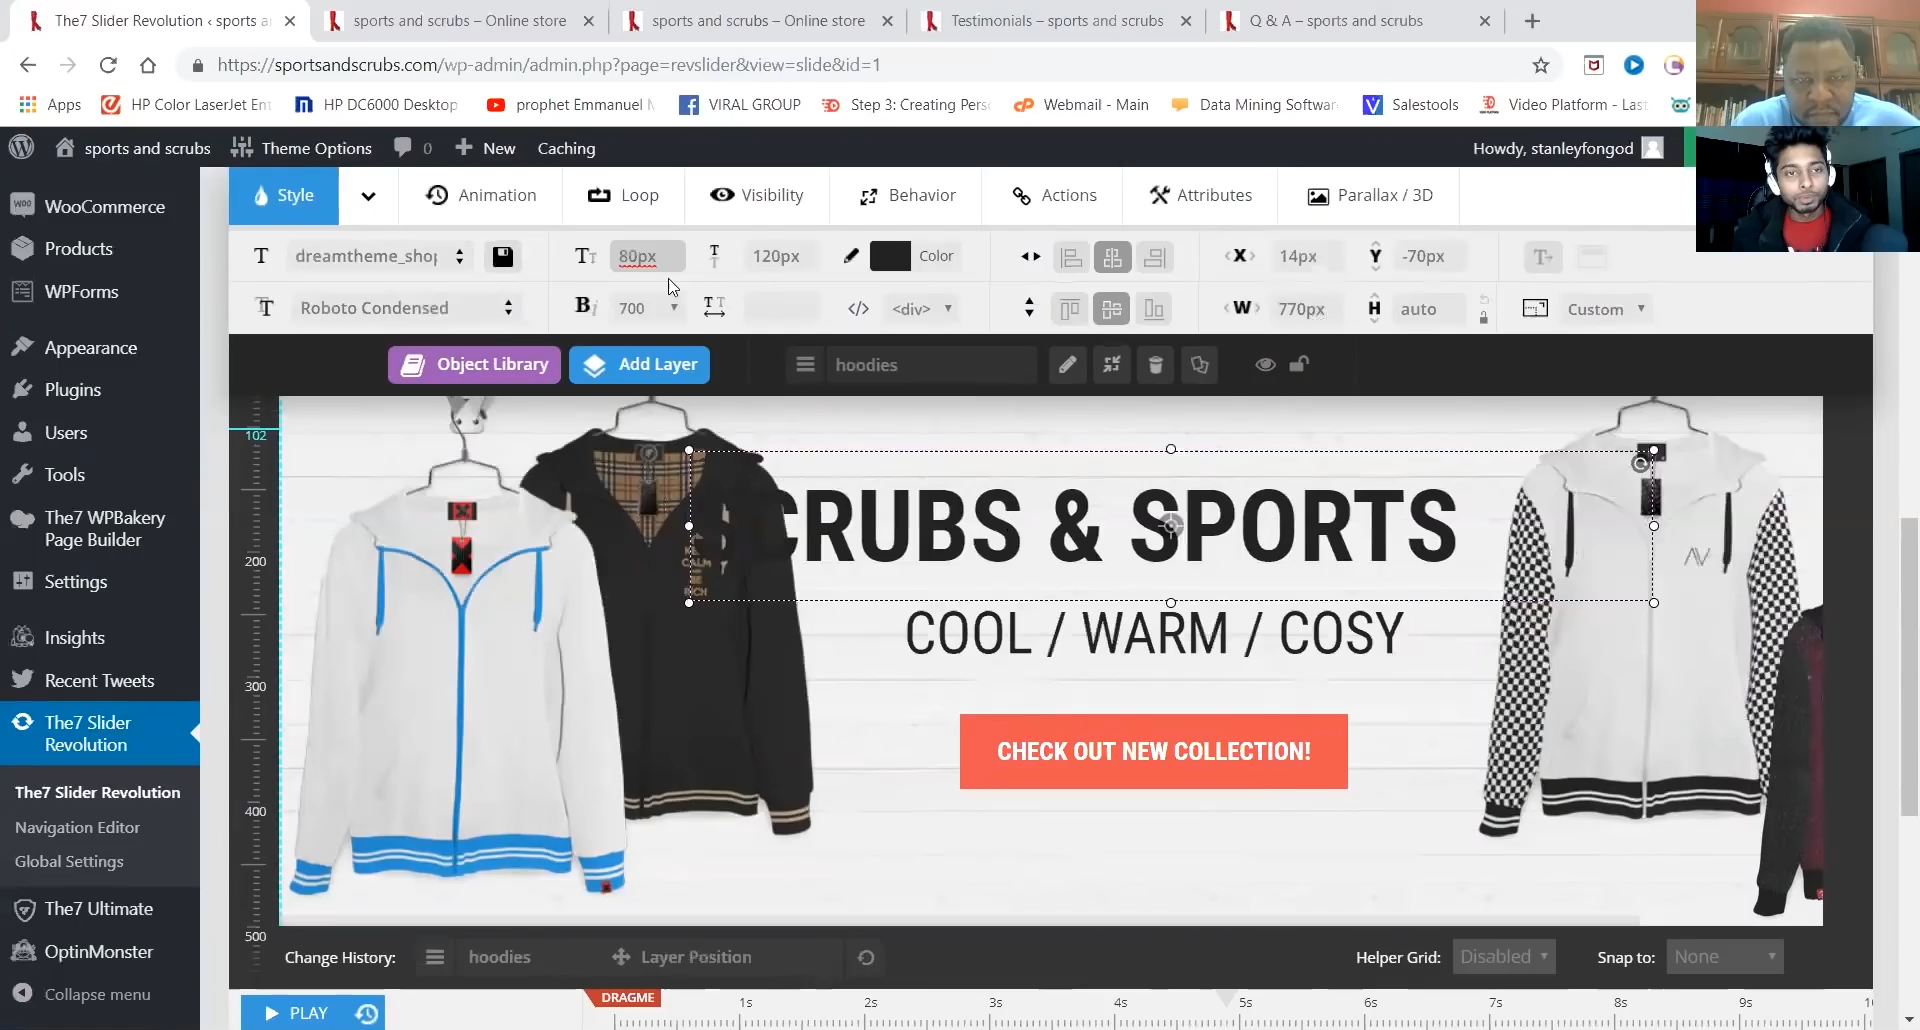 The7 Slider Revolution ‹ sports a
sports and scrubs – Online store
sports and scrubs – Online store
Testimonials – sports and scrubs
Q & A – sports and scrubs
https://sportsandscrubs.com/wp-admin/admin.php?page=revslider&view=slide&id=1
Apps
HP Color LaserJet Ent
HP DC6000 Desktop
prophet Emmanuel M
VIRAL GROUP
Step 3: Creating Perso
Webmail - Main
Data Mining Softwar
Salestools
Video Platform - Last
sports and scrubs
Theme Options
0
New
Caching
Howdy, stanleyfongod
WooCommerce
Products
WPForms
Appearance
Plugins
Users
Tools
The7 WPBakery
Page Builder
Settings
Insights
Recent Tweets
The7 Slider
Revolution
The7 Slider Revolution
Navigation Editor
Global Settings
The7 Ultimate
OptinMonster
Collapse menu
Style
Animation
Loop
Visibility
Behavior
Actions
Attributes
Parallax / 3D
dreamtheme_shop
80px
120px
Color
X
14px
Y
-70px
Roboto Condensed
700
<div>
W
770px
H
auto
Custom
Object Library
Add Layer
hoodies
102
200
300
400
500
CRUBS & SPORTS
COOL / WARM / COSY
CHECK OUT NEW COLLECTION!
CALM
RICH
Change History:
hoodies
Layer Position
Helper Grid:
Disabled
Snap to:
None
PLAY
DRAGME
1s
2s
3s
4s
5s
6s
7s
8s
9s